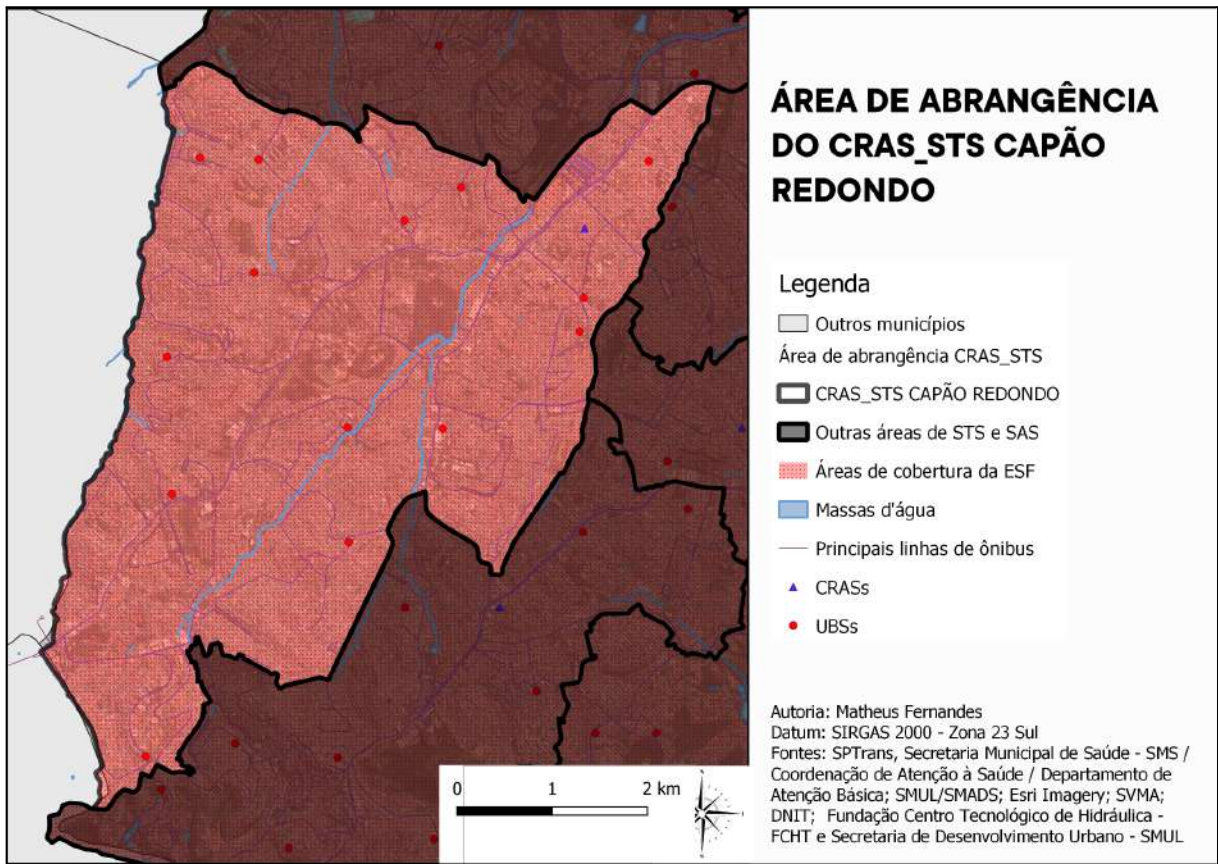 ÁREA DE ABRANGÊNCIA
DO CRAS_STS CAPÃO
REDONDO
Legenda
Outros municípios
Área de abrangência CRAS_STS
CRAS_STS CAPÃO REDONDO
Outras áreas de STS e SAS
Áreas de cobertura da ESF
Massas d'água
Principais linhas de ônibus
CRASs
UBSs
Autoria: Matheus Fernandes
Datum: SIRGAS 2000 - Zona 23 Sul
Fontes: SPTrans, Secretaria Municipal de Saúde - SMS /
Coordenação de Atenção à Saúde / Departamento de
Atenção Básica; SMUL/SMADS; Esri Imagery; SVMA;
DNIT; Fundação Centro Tecnológico de Hidráulica -
FCHT e Secretaria de Desenvolvimento Urbano - SMUL
0 1 2 km